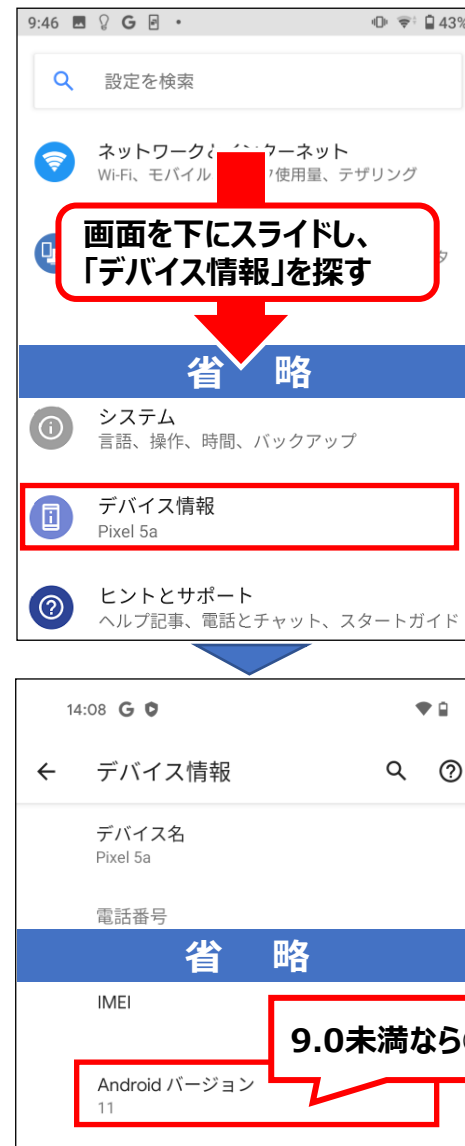 9:46 G 43%
設定を検索
ネットワークと ーネット
Wi-Fi、モバイル 使用量、テザリング
画面を下にスライドし、
「デバイス情報」を探す
省 略
システム
言語、操作、時間、バックアップ
デバイス情報
Pixel 5a
ヒントとサポート
ヘルプ記事、電話とチャット、スタートガイド
14:08 G
デバイス情報
デバイス名
Pixel 5a
電話番号
省 略
IMEI
9.0未満なら
Android バージョン
11